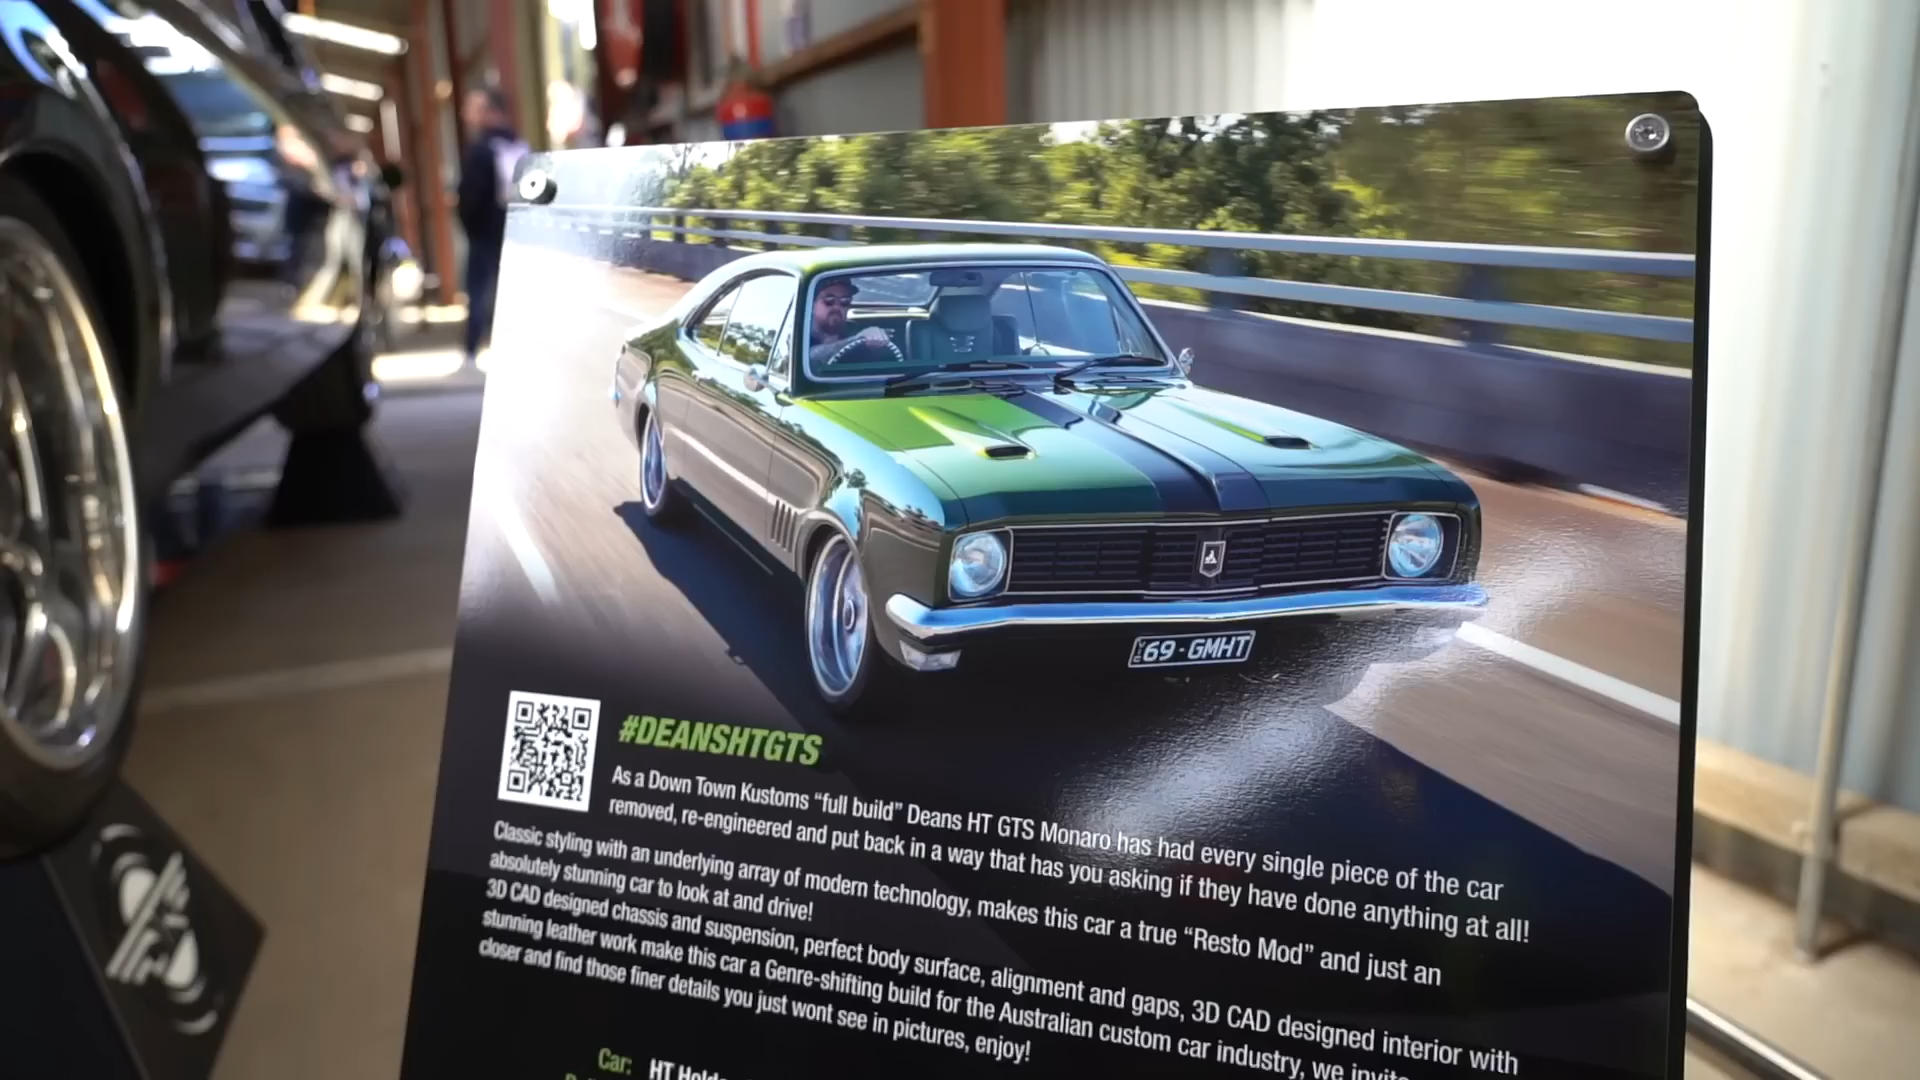 69-GMHT
#DEANSHTGTS
As a Down Town Kustoms “full build” Deans HT GTS Monaro has had every single piece of the car
removed, re-engineered and put back in a way that has you asking if they have done anything at all!
Classic styling with an underlying array of modern technology, makes this car a true “Resto Mod” and just an
absolutely stunning car to look at and drive!
3D CAD designed chassis and suspension, perfect body surface, alignment and gaps, 3D CAD designed interior with
stunning leather work make this car a Genre-shifting build for the Australian custom car industry, we invite
closer and find those finer details you just wont see in pictures, enjoy!
Car: HT